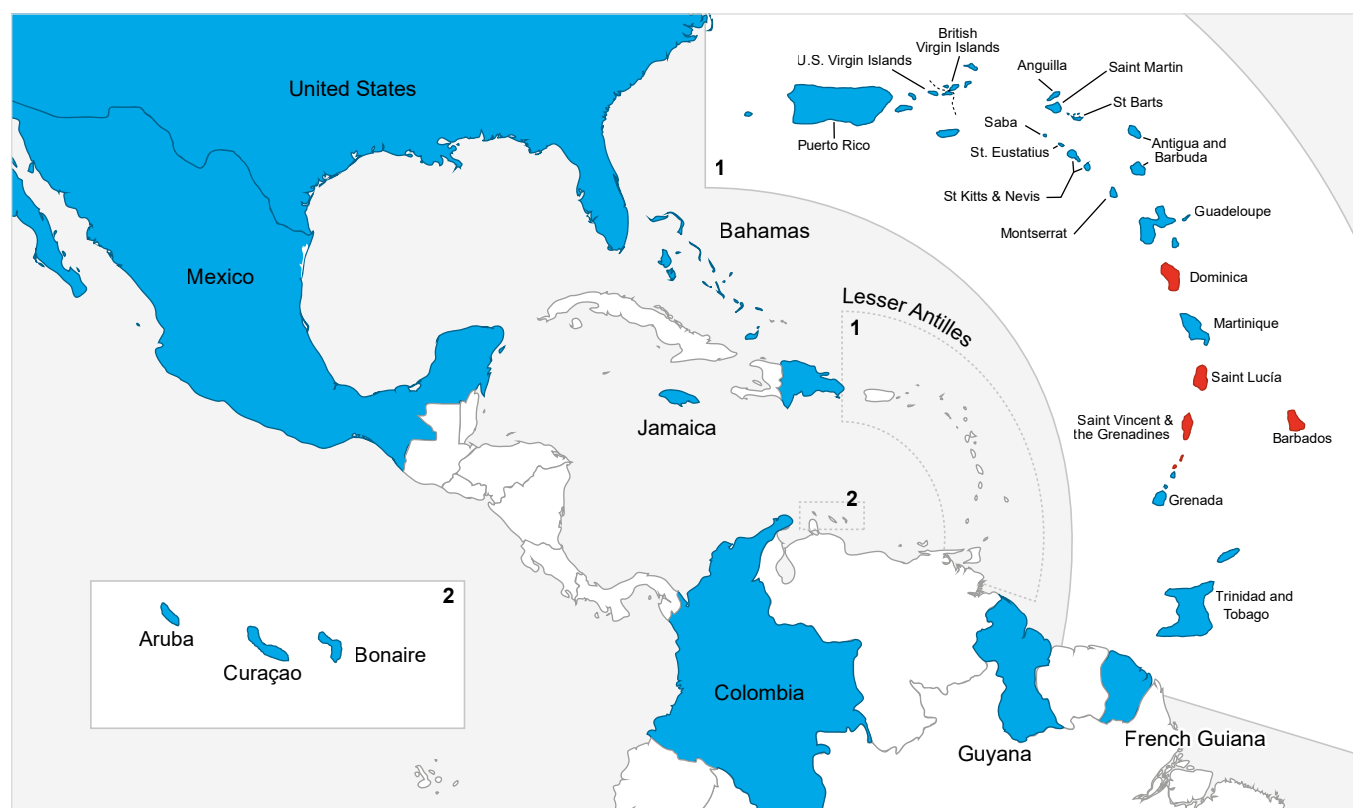 United States
Mexico
Bahamas
Jamaica
Lesser Antilles
1
2
Colombia
Guyana
French Guiana
1
British
Virgin Islands
U.S. Virgin Islands
Puerto Rico
Anguilla
Saint Martin
St Barts
Saba
St. Eustatius
St Kitts & Nevis
Antigua and
Barbuda
Montserrat
Guadeloupe
Dominica
Martinique
Saint Lucía
Saint Vincent &
the Grenadines
Barbados
Grenada
Trinidad and
Tobago
2
Aruba
Curaçao
Bonaire